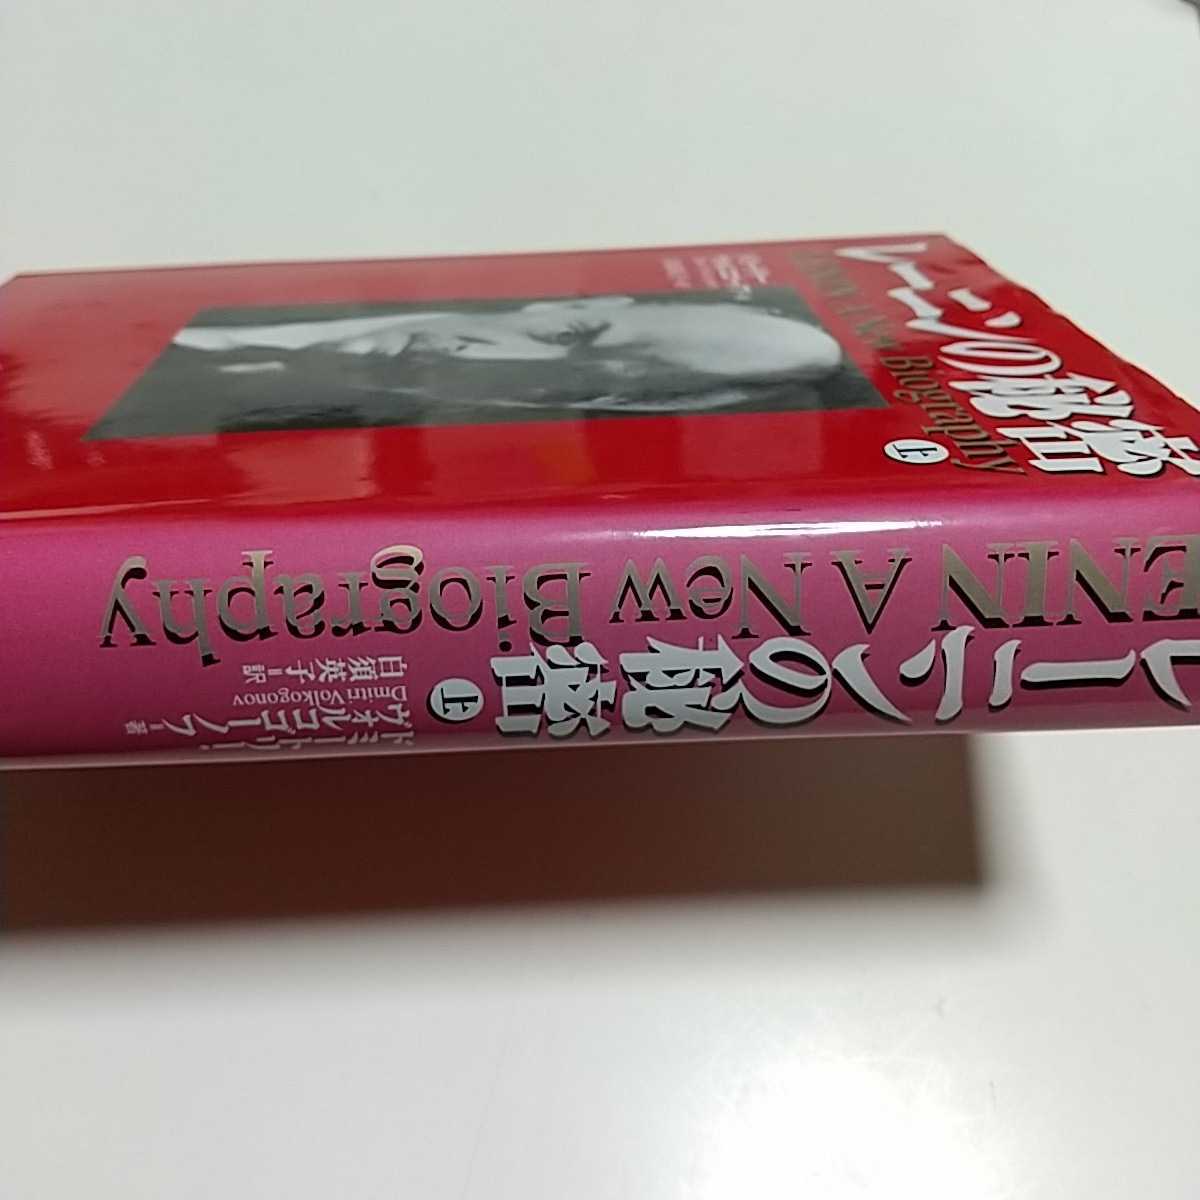 レーニンの秘密
LENIN A New Biography
上
ENIN A New Biography
レーニンの秘密
上
ドミートリー・
ヴォルコゴーノフ=著
Dmitri Volkogonov
白須英子=訳